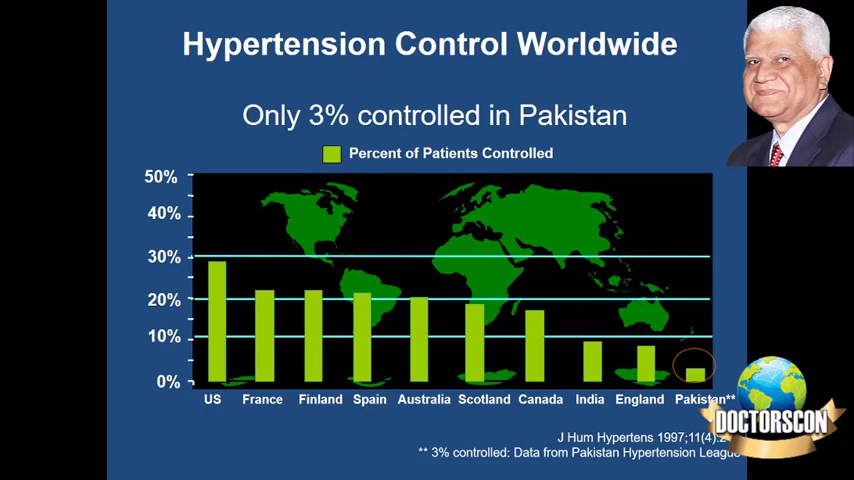 Hypertension Control Worldwide
Only 3% controlled in Pakistan
Percent of Patients Controlled
50%
40%
30%
20%
10%
0%
US France Finland Spain Australia Scotland Canada India England Pakistan**
DOCTORSCON
J Hum Hypertens 1997;11(4):2
** 3% controlled: Data from Pakistan Hypertension League